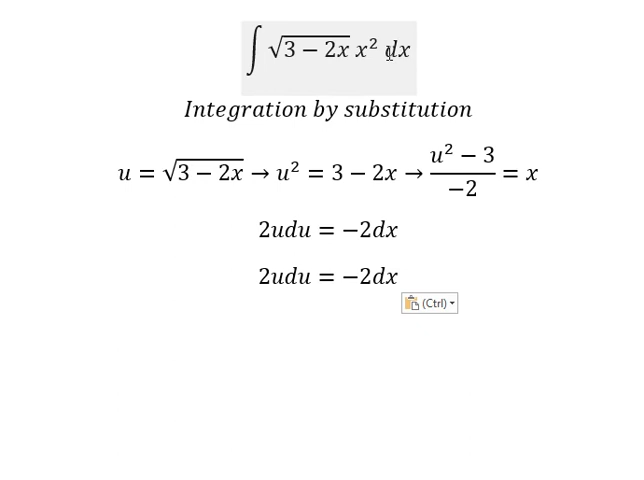 ∫ √(3 − 2x) x² dx
Integration by substitution
u = √(3 − 2x) → u² = 3 − 2x → (u² − 3)/(−2) = x
2udu = −2dx
2udu = −2dx
(Ctrl)